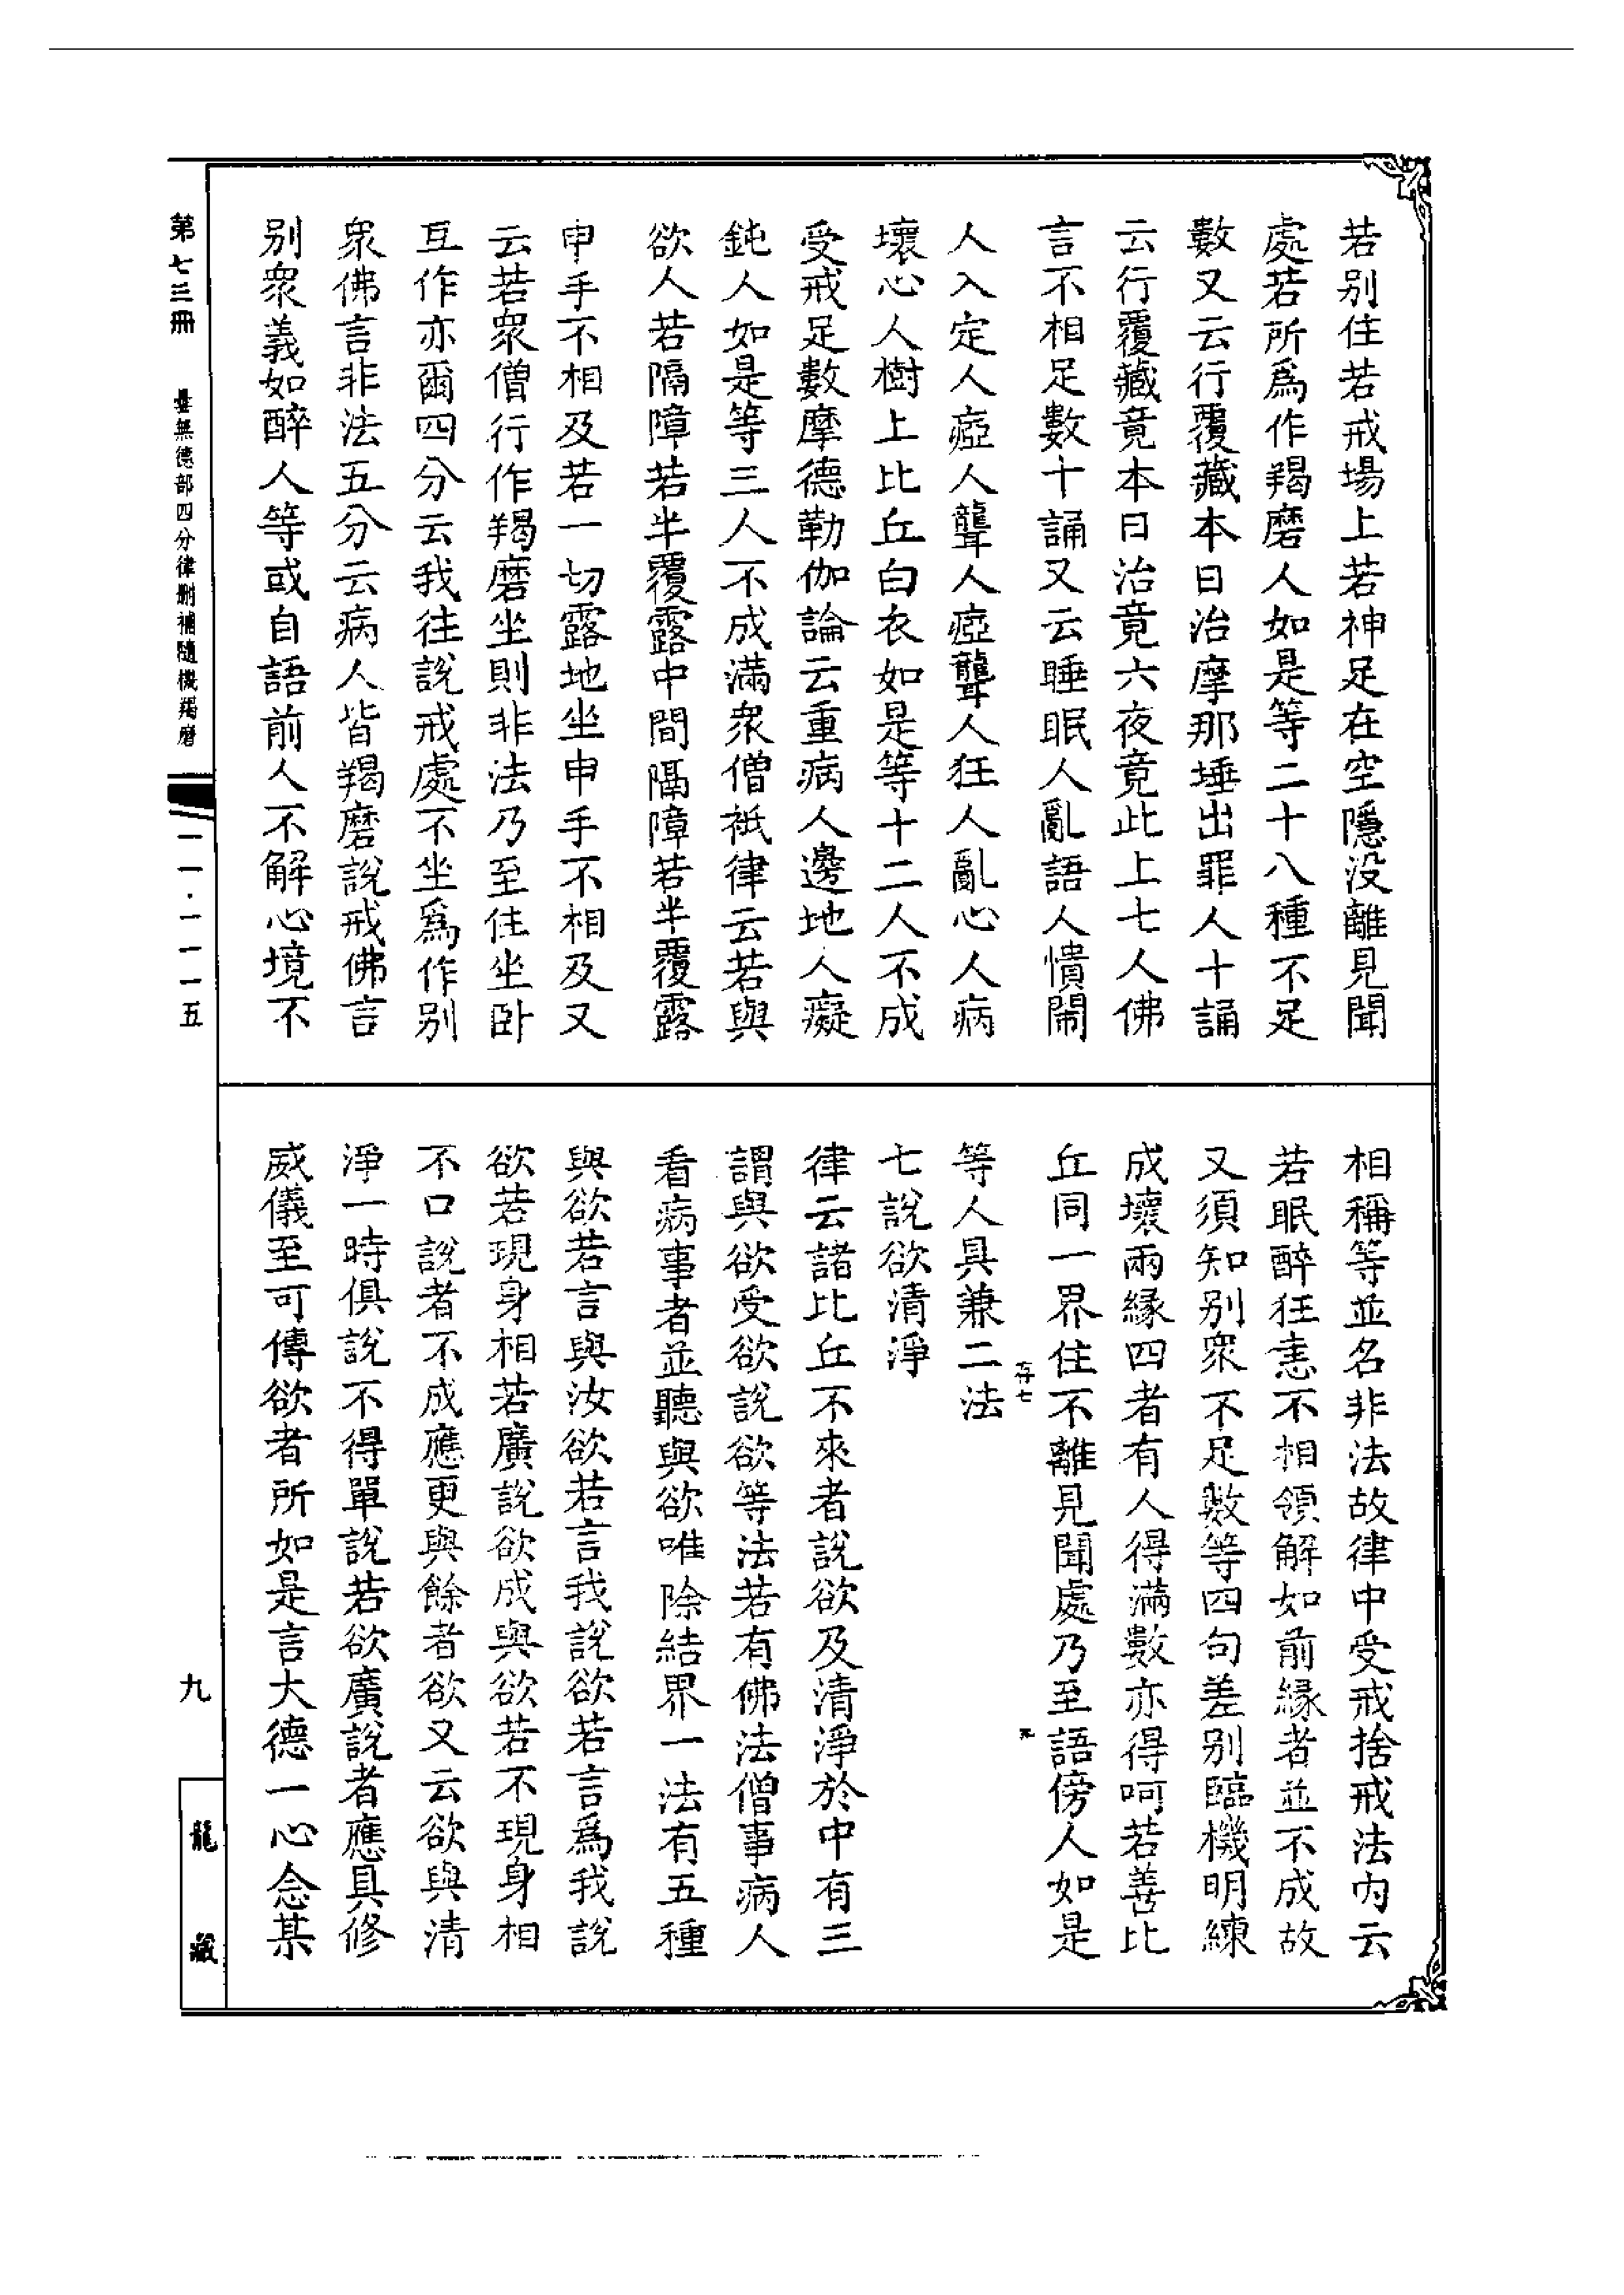 若别住若戒場上若神足在空隱没離見聞
處若所爲作羯磨人如是等二十八種不足
數又云行覆藏本日治摩那埵出罪人十誦
云行覆藏竟本日治竟六夜竟此上七人佛
言不相足數十誦又云睡眠人亂語人憒鬧
人入定人瘂人聾人瘂聾人狂人亂心人病
壞心人樹上比丘白衣如是等十二人不成
受戒足數摩德勒伽論云重病人邊地人癡
鈍人如是等三人不成滿衆僧祇律云若與
欲人若隔障若半覆露中間隔障若半覆露
申手不相及若一切露地坐申手不相及又
云若衆僧行作羯磨坐則非法乃至住坐卧
互作亦爾四分云我往說戒處不坐爲作别
衆佛言非法五分云病人皆羯磨說戒佛言
别衆義如醉人等或自語前人不解心境不
相稱等並名非法故律中受戒捨戒法内云
若眠醉狂恚不相領解如前縁者並不成故
又須知别衆不足數等四句差别臨機明練
成壞兩縁四者有人得滿數亦得呵若善比
丘同一界住不離見聞處乃至語傍人如是
等人具兼二法
七說欲清淨
律云諸比丘不來者說欲及清淨於中有三
謂與欲受欲說欲等法若有佛法僧事病人
看病事者並聽與欲唯除結界一法有五種
與欲若言與汝欲若言我說欲若言爲我說
欲若現身相若廣說欲成與欲若不現身相
不口說者不成應更與餘者欲又云欲與清
淨一時俱說不得單說若欲廣說者應具修
威儀至可傳欲者所如是言大德一心念某
第七三冊
曇無德部四分律删補隨機羯磨
一一·一一一五
九
龍藏